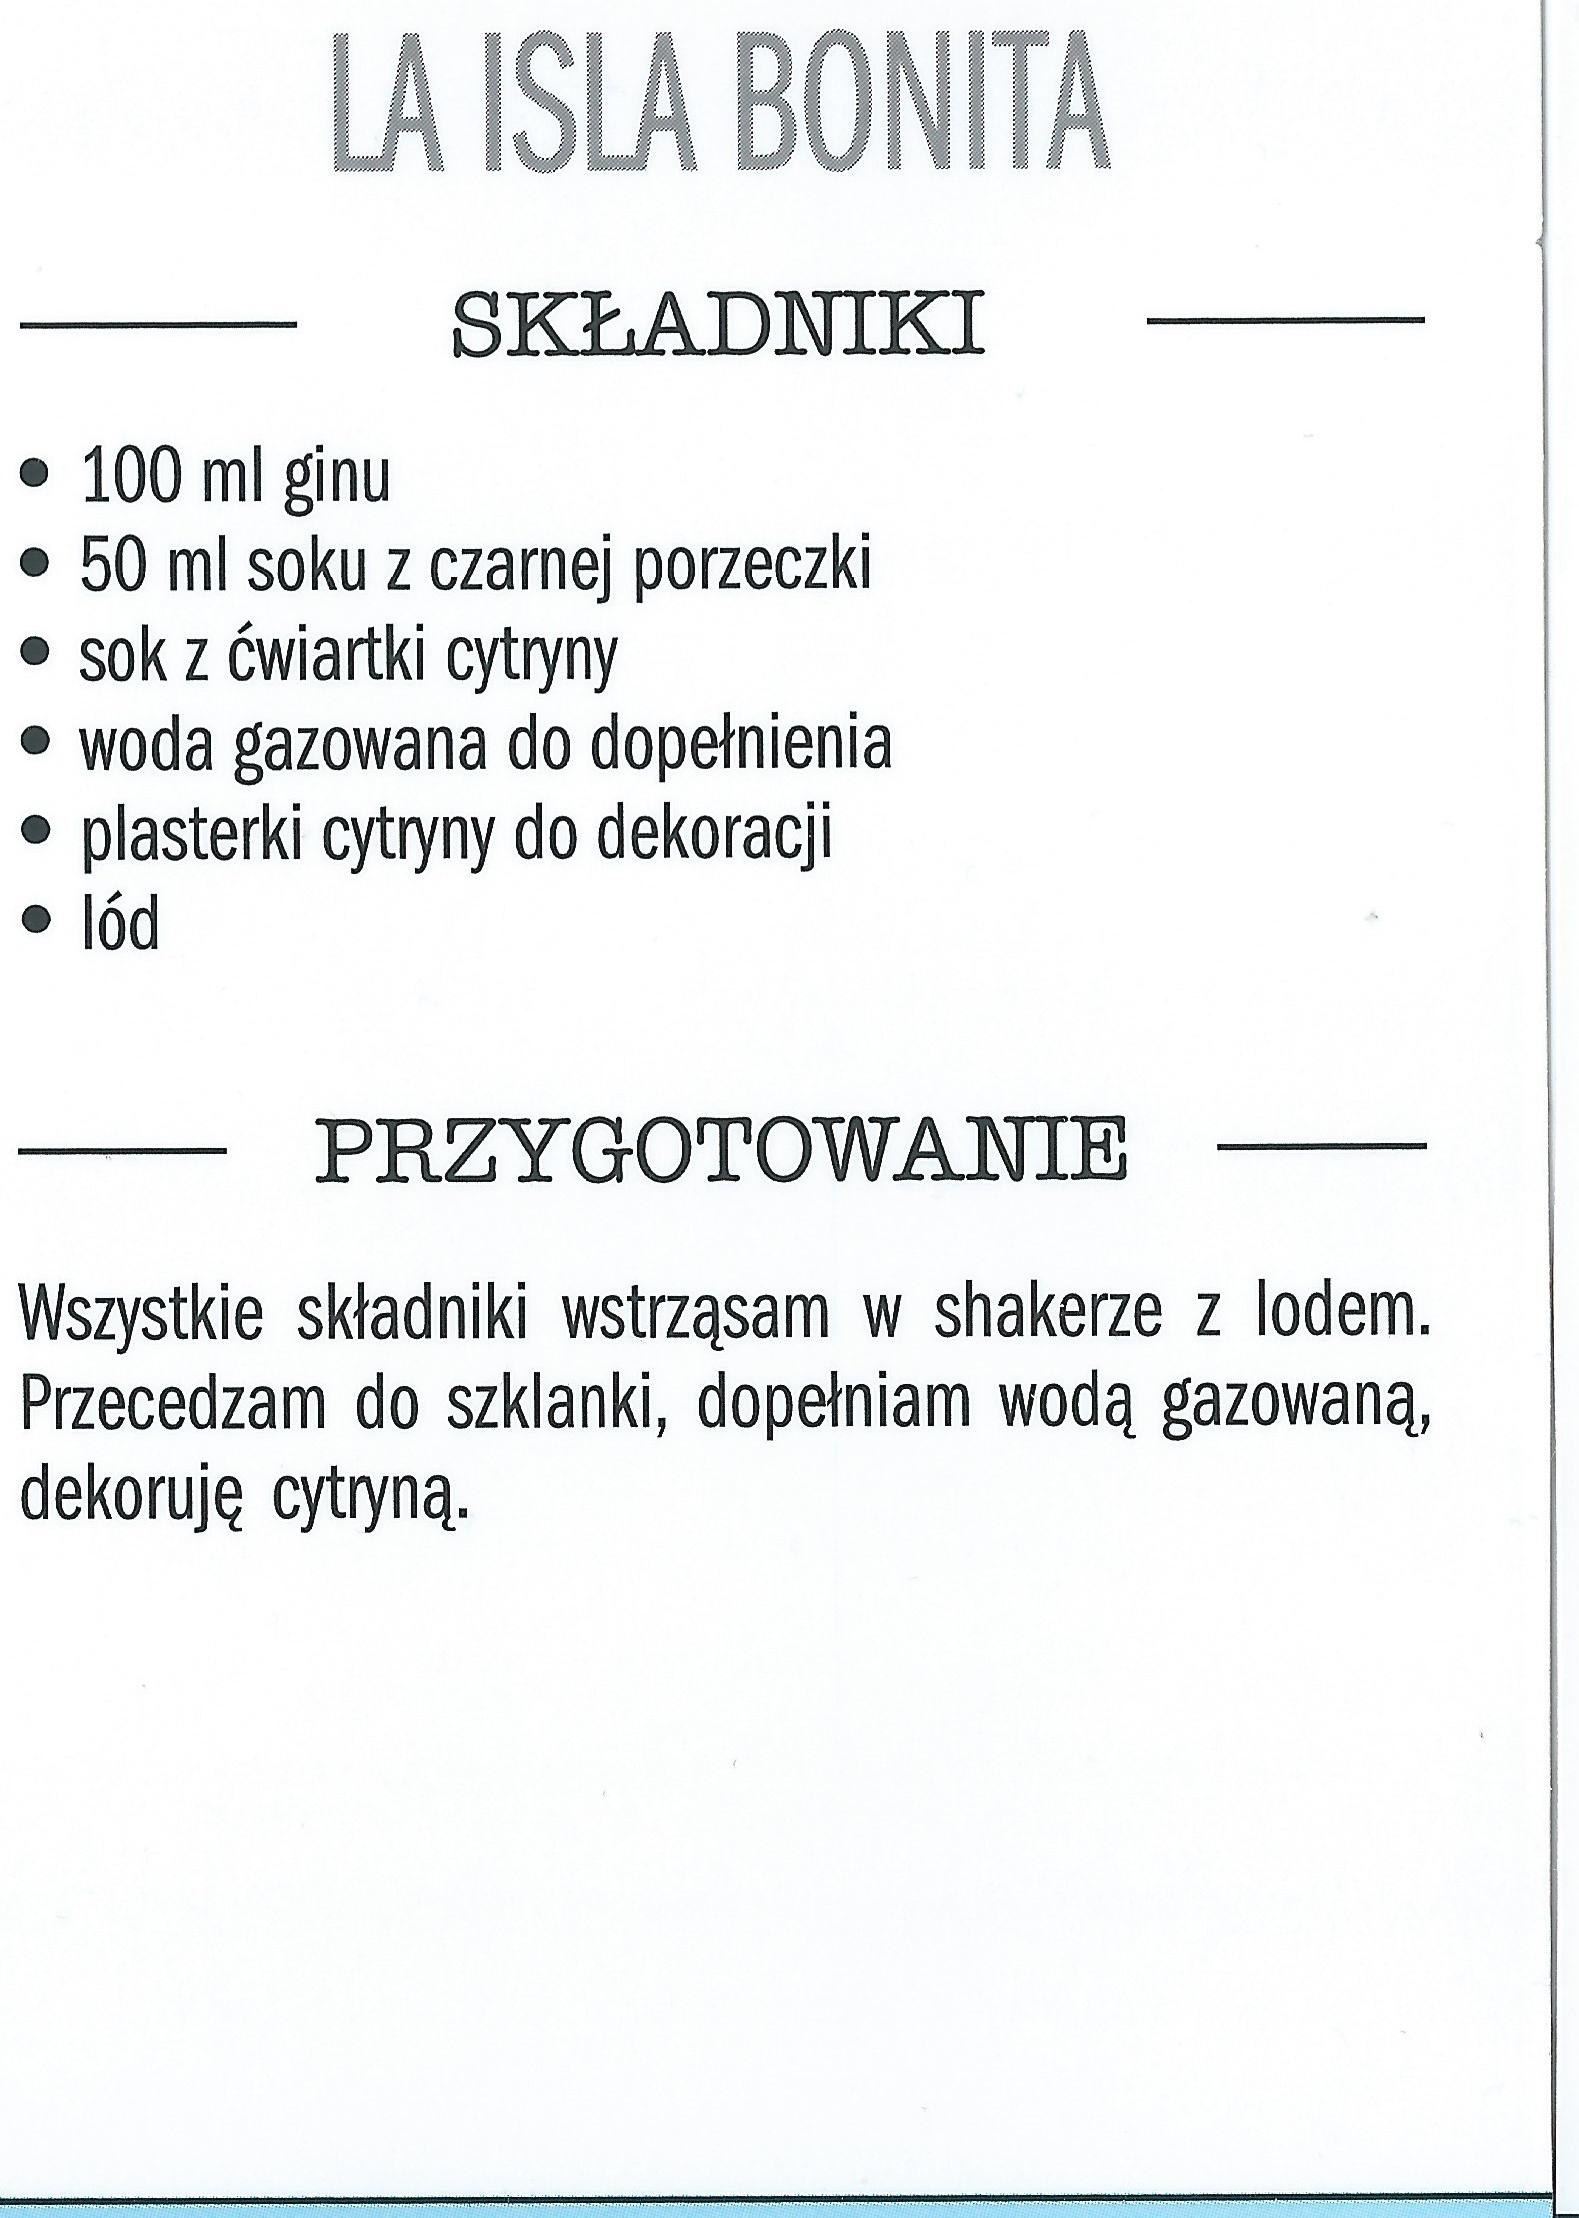 LA ISLA BONITA
SKŁADNIKI
• 100 ml ginu
• 50 ml soku z czarnej porzeczki
• sok z ćwiartki cytryny
• woda gazowana do dopełnienia
• plasterki cytryny do dekoracji
• lód
PRZYGOTOWANIE
Wszystkie składniki wstrząsam w shakerze z lodem.
Przecedzam do szklanki, dopełniam wodą gazowaną,
dekoruję cytryną.